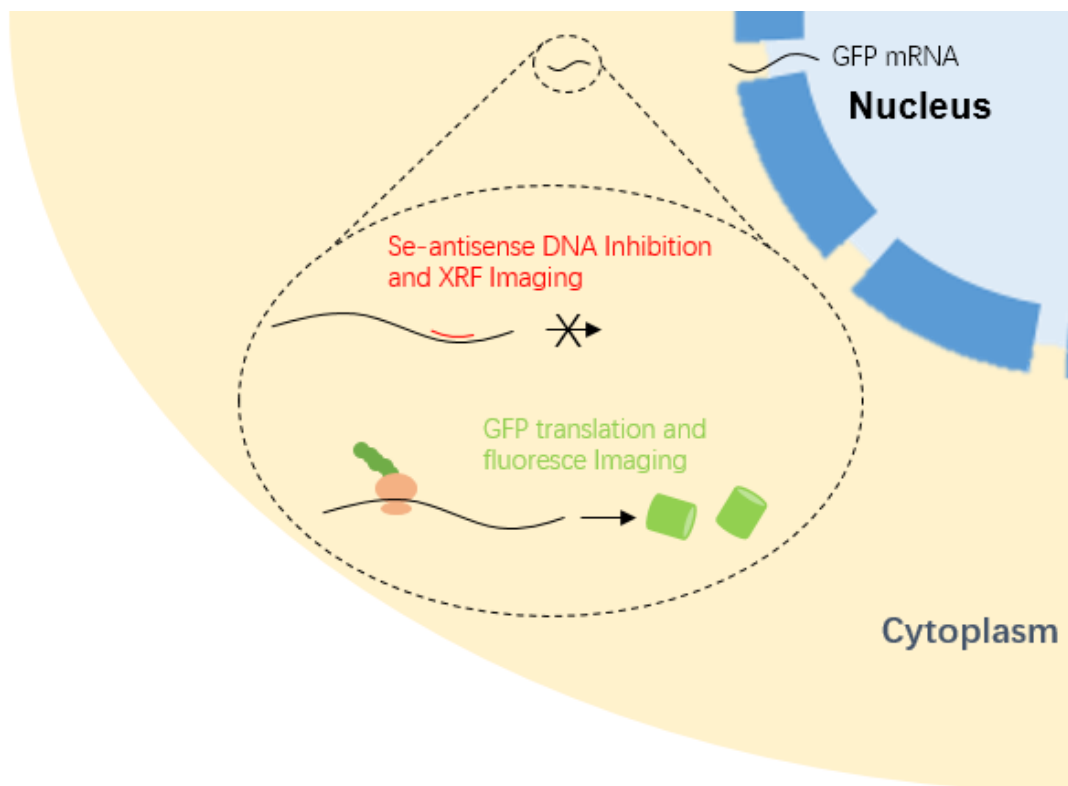 GFP mRNA
Nucleus
Se-antisense DNA Inhibition
and XRF Imaging
GFP translation and
fluoresce Imaging
Cytoplasm